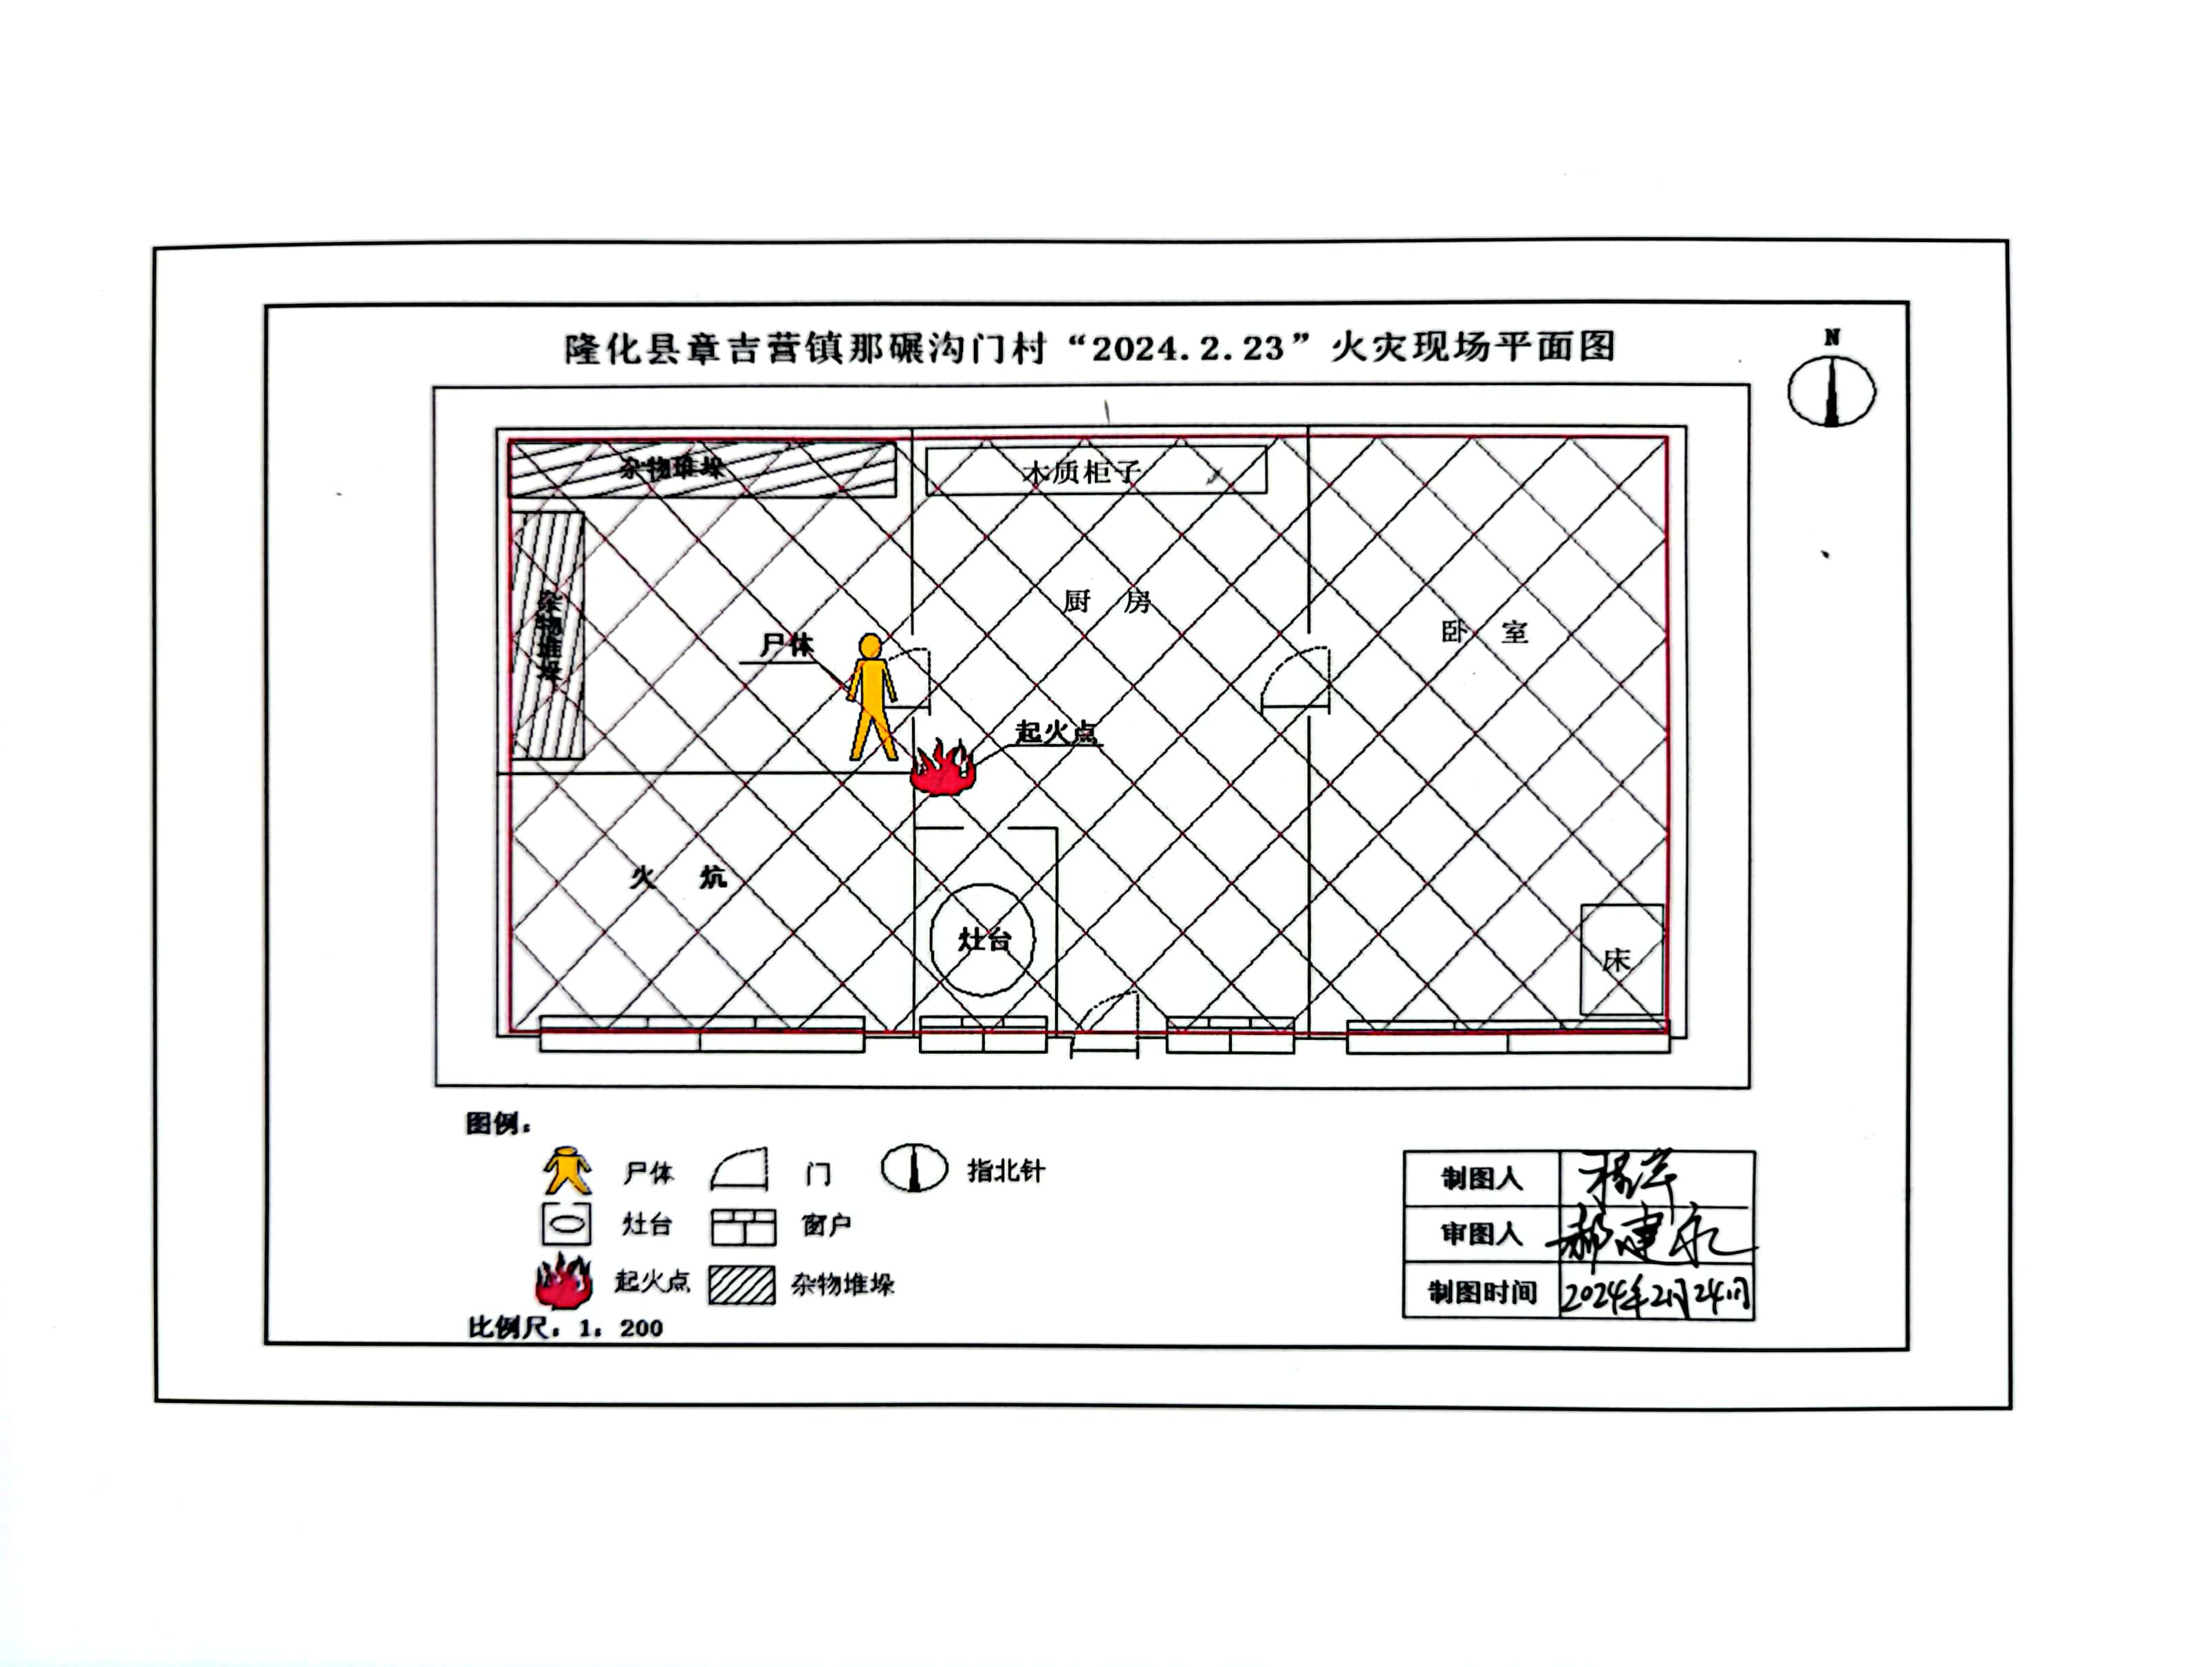 隆化县章吉营镇那碾沟门村“2024.2.23”火灾现场平面图
N
杂物堆垛
木质柜子
杂物堆垛
厨 房
卧 室
尸体
起火点
火 炕
灶台
床
图例：
尸体 门 指北针
灶台 窗户
起火点 杂物堆垛
比例尺：1：200
制图人
审图人 郝建永
制图时间 2024年2月24日